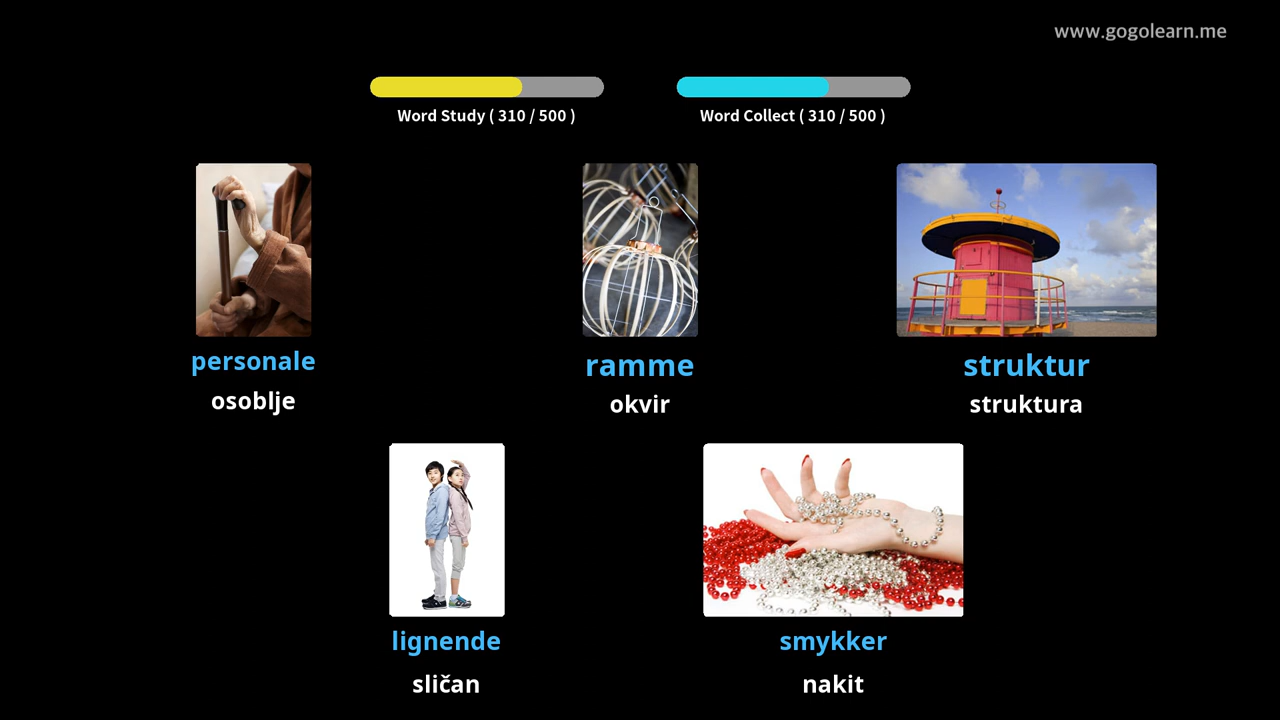 www.gogolearn.me
Word Study ( 310 / 500 )
Word Collect ( 310 / 500 )
personale
osoblje
ramme
okvir
struktur
struktura
lignende
sličan
smykker
nakit